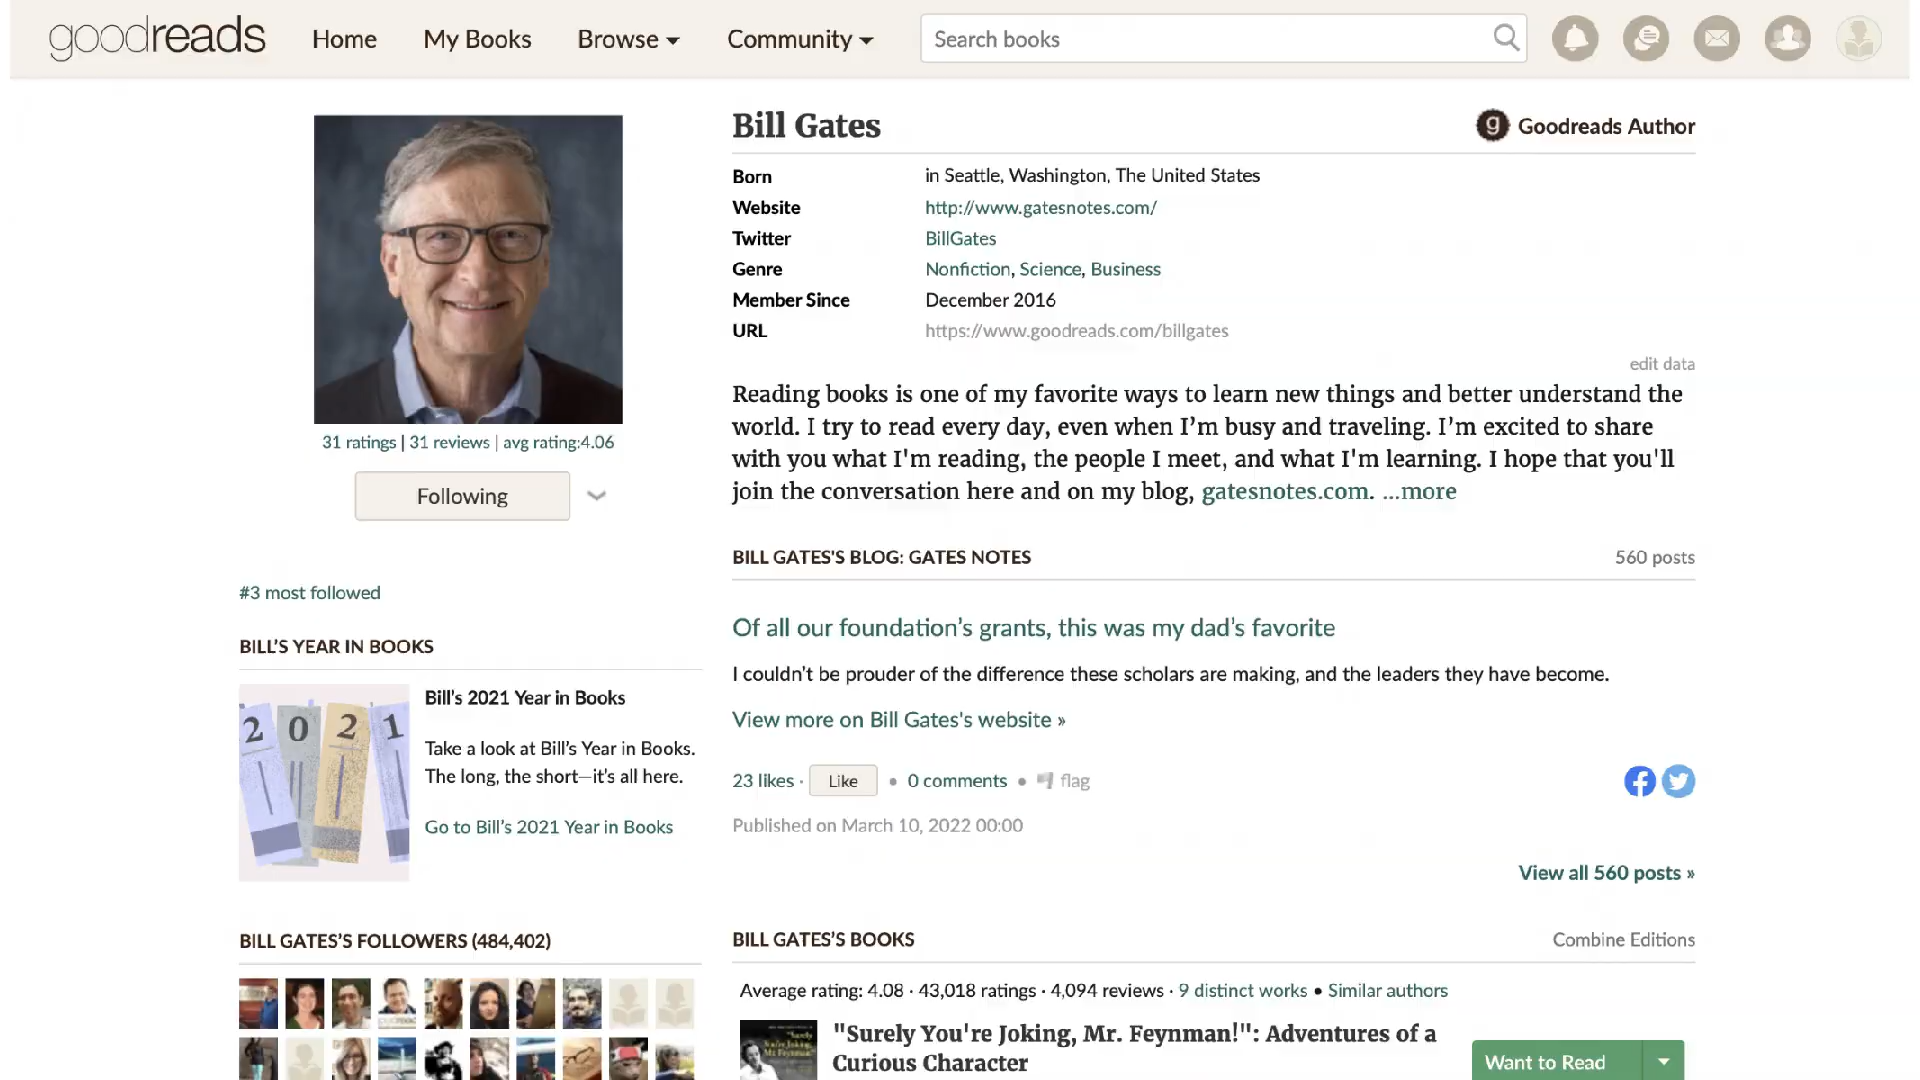 goodreads
Home
My Books
Browse
Community
Search books
Bill Gates
Goodreads Author
Born in Seattle, Washington, The United States
Website http://www.gatesnotes.com/
Twitter BillGates
Genre Nonfiction, Science, Business
Member Since December 2016
URL https://www.goodreads.com/billgates
edit data
31 ratings | 31 reviews | avg rating:4.06
Following
#3 most followed
Reading books is one of my favorite ways to learn new things and better understand the
world. I try to read every day, even when I’m busy and traveling. I’m excited to share
with you what I'm reading, the people I meet, and what I'm learning. I hope that you'll
join the conversation here and on my blog, gatesnotes.com. ...more
BILL’S YEAR IN BOOKS
2021
Bill’s 2021 Year in Books
Take a look at Bill’s Year in Books.
The long, the short—it’s all here.
Go to Bill’s 2021 Year in Books
BILL GATES'S BLOG: GATES NOTES
560 posts
Of all our foundation’s grants, this was my dad’s favorite
I couldn’t be prouder of the difference these scholars are making, and the leaders they have become.
View more on Bill Gates's website »
23 likes · Like • 0 comments • flag
Published on March 10, 2022 00:00
View all 560 posts »
BILL GATES’S FOLLOWERS (484,402)
BILL GATES’S BOOKS
Combine Editions
Average rating: 4.08 · 43,018 ratings · 4,094 reviews · 9 distinct works • Similar authors
"Surely You're Joking, Mr. Feynman!": Adventures of a
Curious Character
Want to Read